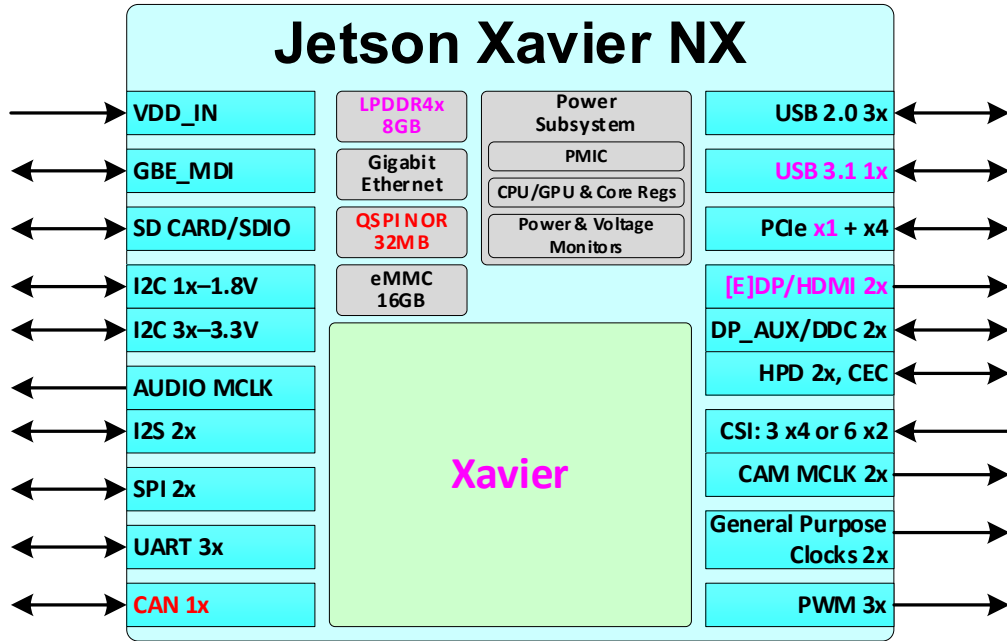 Jetson Xavier NX
VDD_IN
GBE_MDI
SD CARD/SDIO
I2C 1x–1.8V
I2C 3x–3.3V
AUDIO MCLK
I2S 2x
SPI 2x
UART 3x
CAN 1x
LPDDR4x
8GB
Gigabit
Ethernet
QSPI NOR
32MB
eMMC
16GB
Power
Subsystem
PMIC
CPU/GPU & Core Regs
Power & Voltage
Monitors
Xavier
USB 2.0 3x
USB 3.1 1x
PCIe x1 + x4
[E]DP/HDMI 2x
DP_AUX/DDC 2x
HPD 2x, CEC
CSI: 3 x4 or 6 x2
CAM MCLK 2x
General Purpose
Clocks 2x
PWM 3x